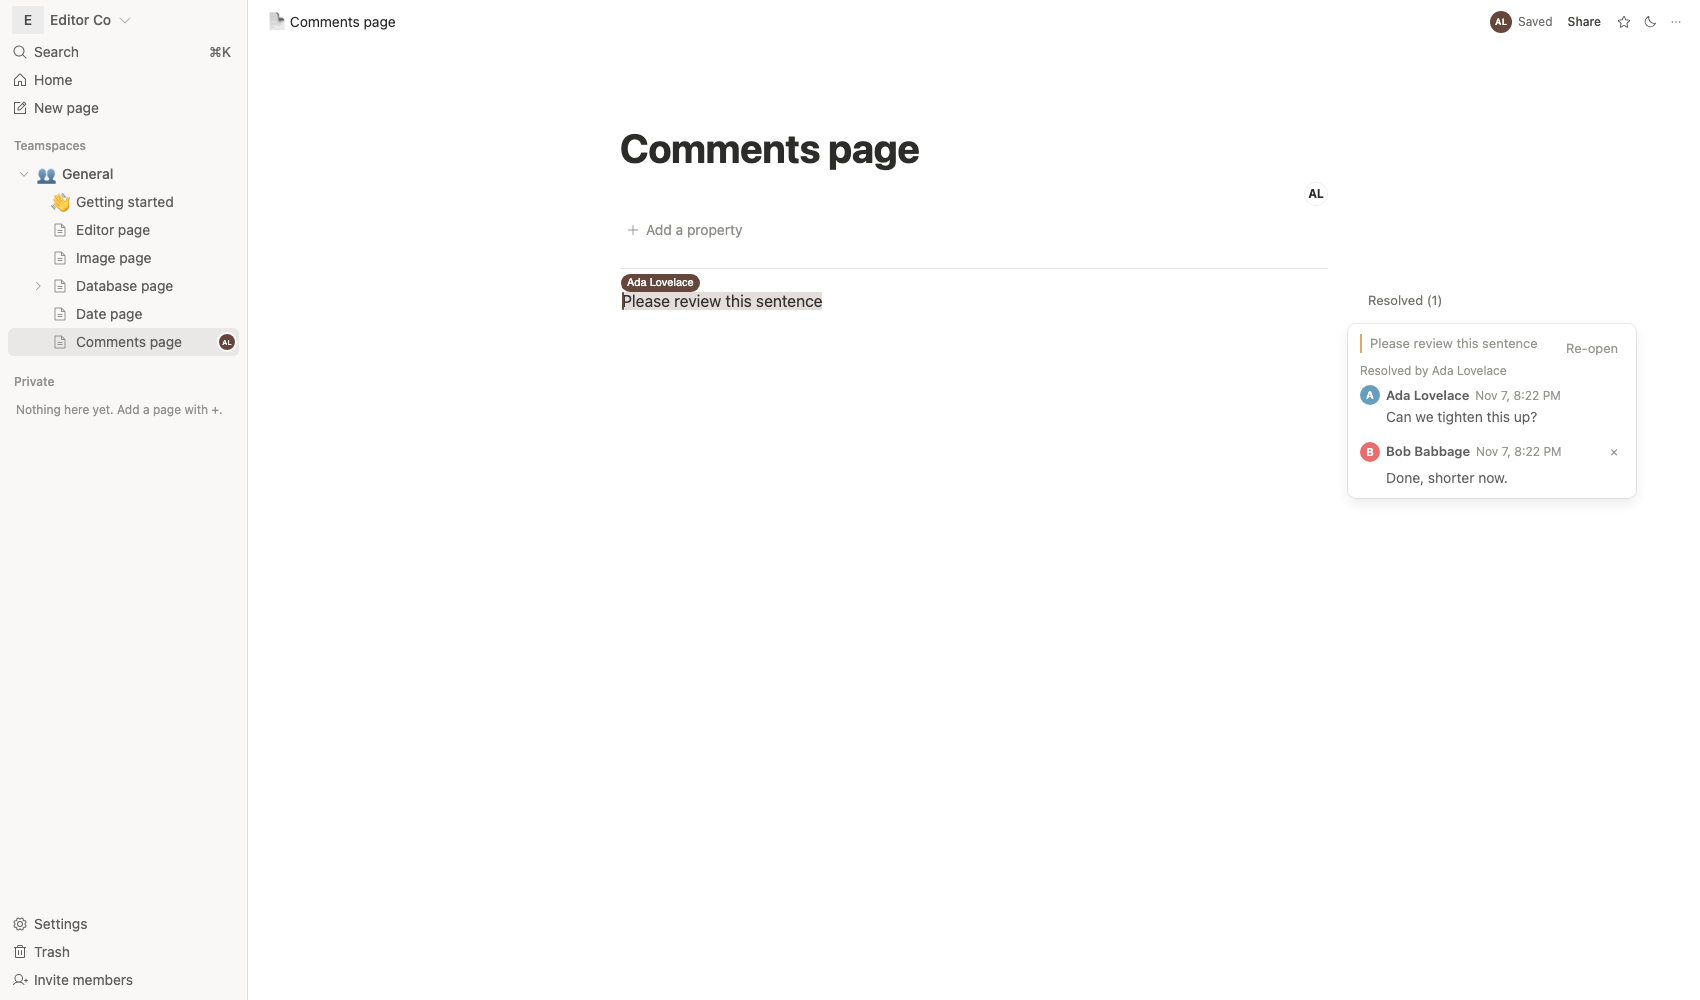 E Editor Co
Search ⌘K
Home
New page
Teamspaces
General
Getting started
Editor page
Image page
Database page
Date page
Comments page AL
Private
Nothing here yet. Add a page with +.
Settings
Trash
Invite members
Comments page
AL Saved Share ···
Comments page
AL
+ Add a property
Ada Lovelace
Please review this sentence
Resolved (1)
Please review this sentence
Re-open
Resolved by Ada Lovelace
A Ada Lovelace Nov 7, 8:22 PM
Can we tighten this up?
B Bob Babbage Nov 7, 8:22 PM ×
Done, shorter now.